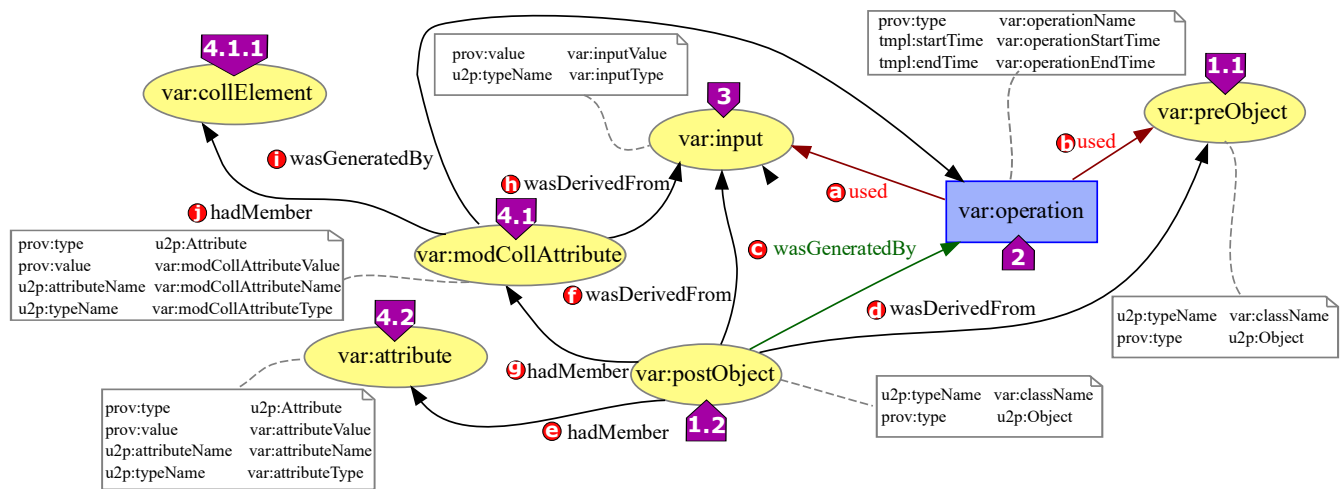 prov:type var:operationName
tmpl:startTime var:operationStartTime
tmpl:endTime var:operationEndTime
4.1.1
var:collElement
prov:value var:inputValue
u2p:typeName var:inputType
3
var:input
1.1
var:preObject
i wasGeneratedBy
h wasDerivedFrom
a used
b used
j hadMember
4.1
var:modCollAttribute
var:operation
2
prov:type u2p:Attribute
prov:value var:modCollAttributeValue
u2p:attributeName var:modCollAttributeName
u2p:typeName var:modCollAttributeType
c wasGeneratedBy
f wasDerivedFrom
d wasDerivedFrom
u2p:typeName var:className
prov:type u2p:Object
4.2
var:attribute
g hadMember
var:postObject
1.2
u2p:typeName var:className
prov:type u2p:Object
prov:type u2p:Attribute
prov:value var:attributeValue
u2p:attributeName var:attributeName
u2p:typeName var:attributeType
e hadMember